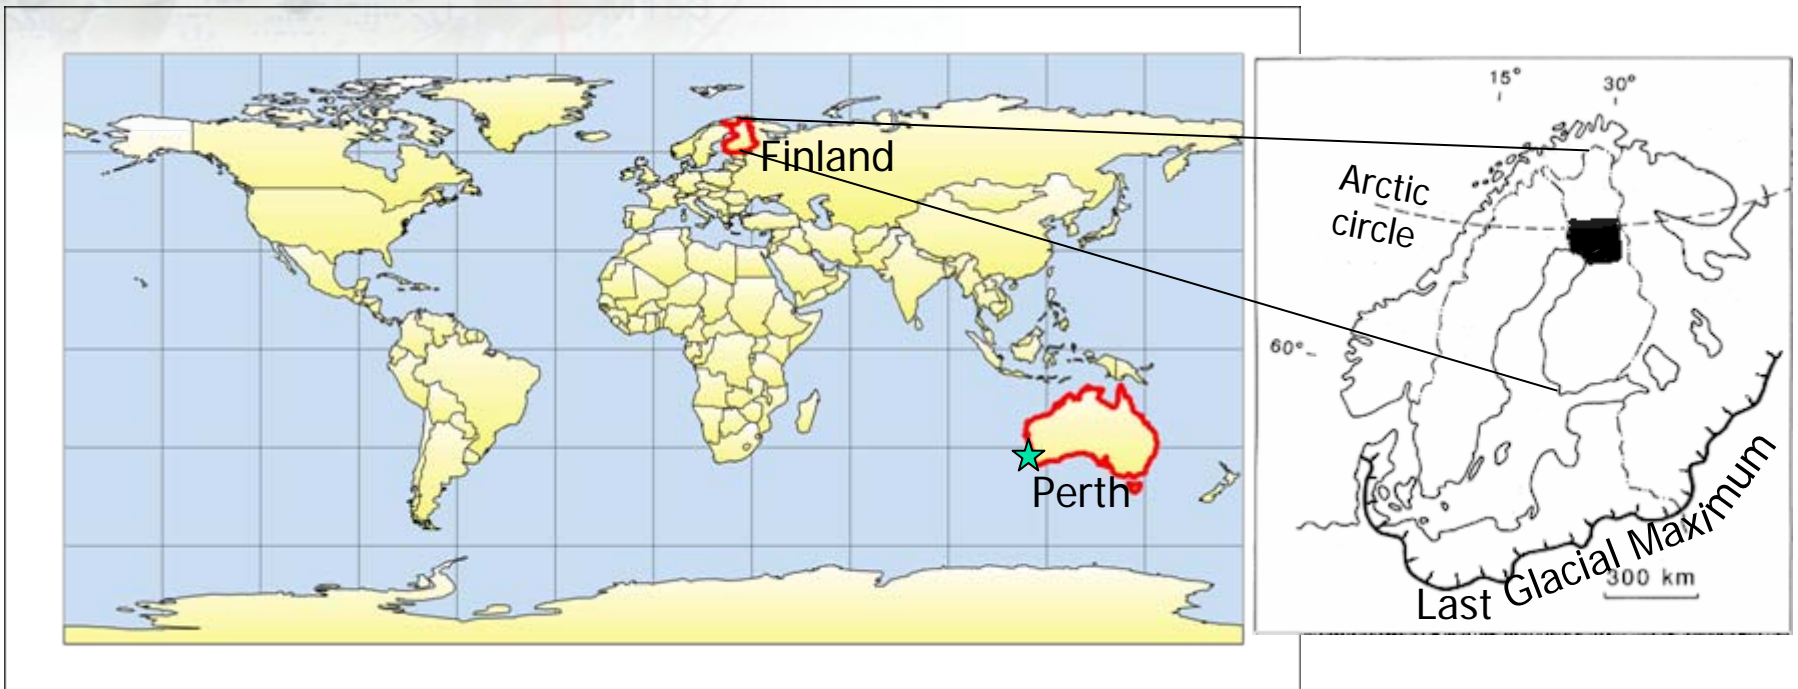 Finland
Perth
15°
30°
Arctic
circle
60°
Last Glacial Maximum
300 km